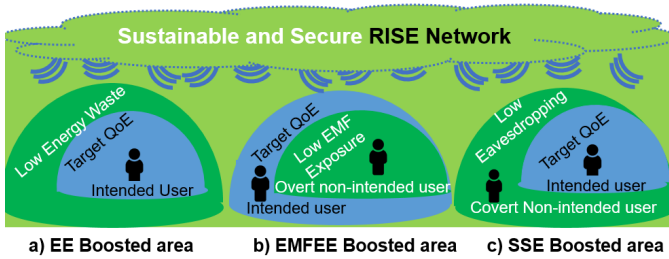 Sustainable and Secure RISE Network
Low Energy Waste
Target QoE
Intended User
Target QoE
Low EMF
Exposure
Overt non-intended user
Intended user
Low
Eavesdropping
Target QoE
Intended user
Covert Non-intended user
a) EE Boosted area
b) EMFEE Boosted area
c) SSE Boosted area